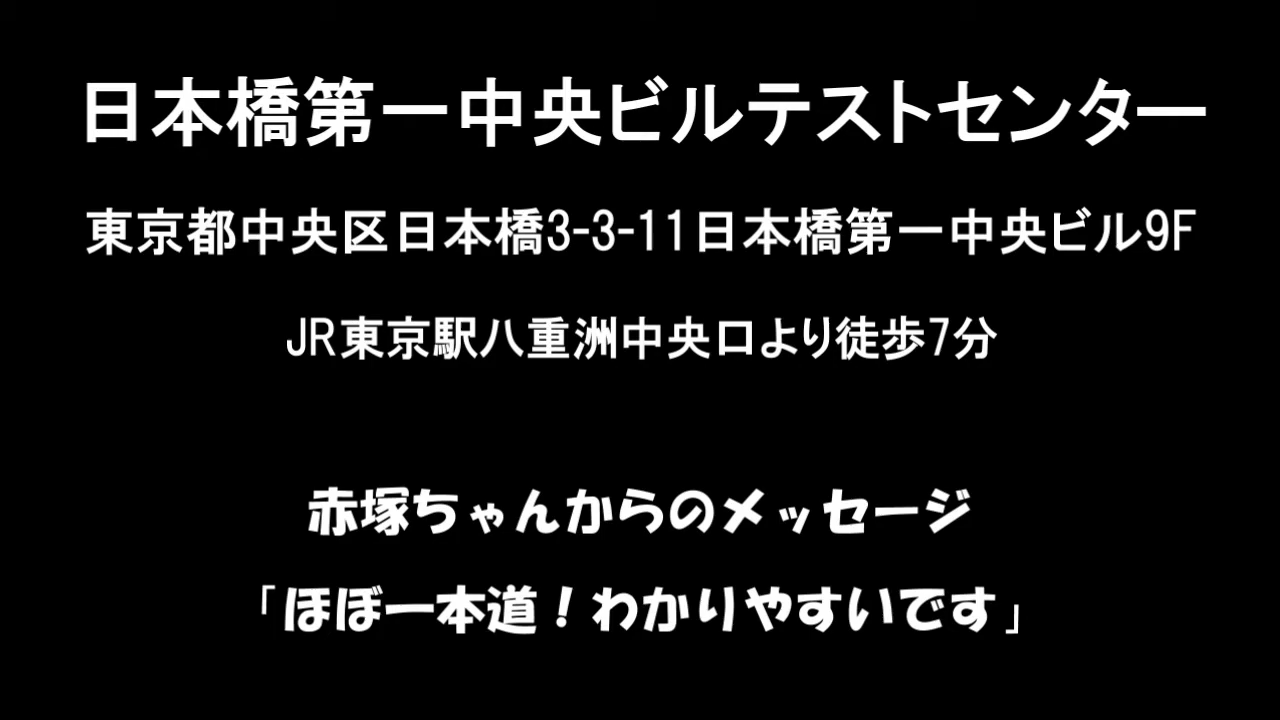 日本橋第一中央ビルテストセンター
東京都中央区日本橋3-3-11日本橋第一中央ビル9F
JR東京駅八重洲中央口より徒歩7分
赤塚ちゃんからのメッセージ
「ほぼ一本道！わかりやすいです」